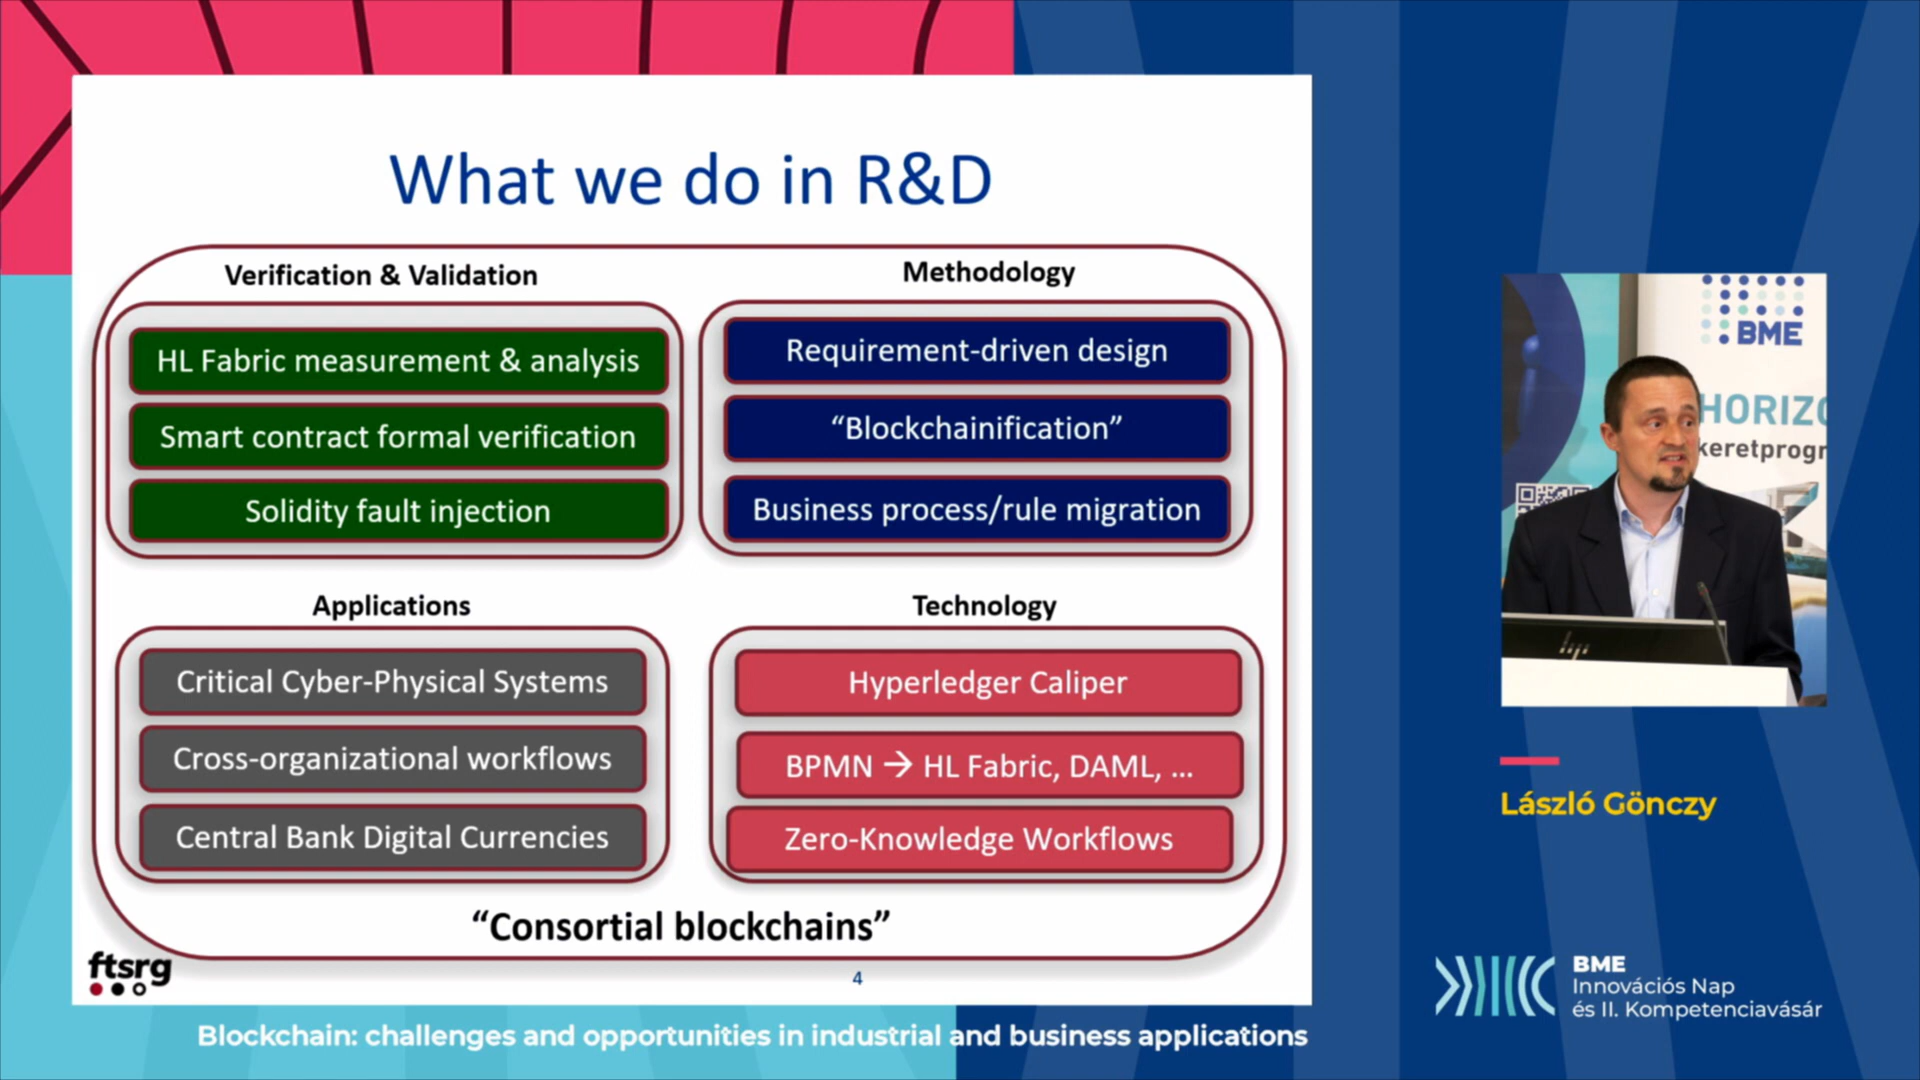 What we do in R&D
Verification & Validation
HL Fabric measurement & analysis
Smart contract formal verification
Solidity fault injection
Methodology
Requirement-driven design
“Blockchainification”
Business process/rule migration
Applications
Critical Cyber-Physical Systems
Cross-organizational workflows
Central Bank Digital Currencies
Technology
Hyperledger Caliper
BPMN → HL Fabric, DAML, ...
Zero-Knowledge Workflows
“Consortial blockchains”
ftsrg
4
Blockchain: challenges and opportunities in industrial and business applications
BME
HORIZO
keretprogr
hp
László Gönczy
BME
Innovációs Nap
és II. Kompetenciavásár